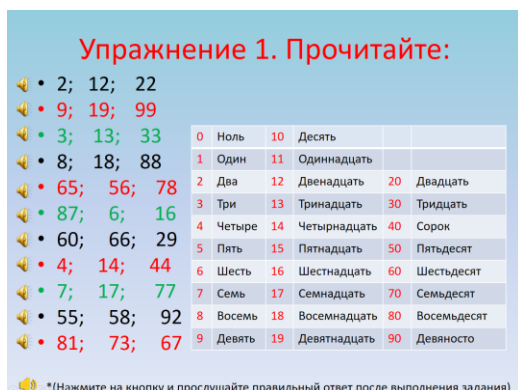 Упражнение 1. Прочитайте:
• 2; 12; 22
• 9; 19; 99
• 3; 13; 33
• 8; 18; 88
• 65; 56; 78
• 87; 6; 16
• 60; 66; 29
• 4; 14; 44
• 7; 17; 77
• 55; 58; 92
• 81; 73; 67
0 Ноль 10 Десять
1 Один 11 Одиннадцать
2 Два 12 Двенадцать 20 Двадцать
3 Три 13 Тринадцать 30 Тридцать
4 Четыре 14 Четырнадцать 40 Сорок
5 Пять 15 Пятнадцать 50 Пятьдесят
6 Шесть 16 Шестнадцать 60 Шестьдесят
7 Семь 17 Семнадцать 70 Семьдесят
8 Восемь 18 Восемнадцать 80 Восемьдесят
9 Девять 19 Девятнадцать 90 Девяносто
*(Нажмите на кнопку и прослушайте правильный ответ после выполнения задания)